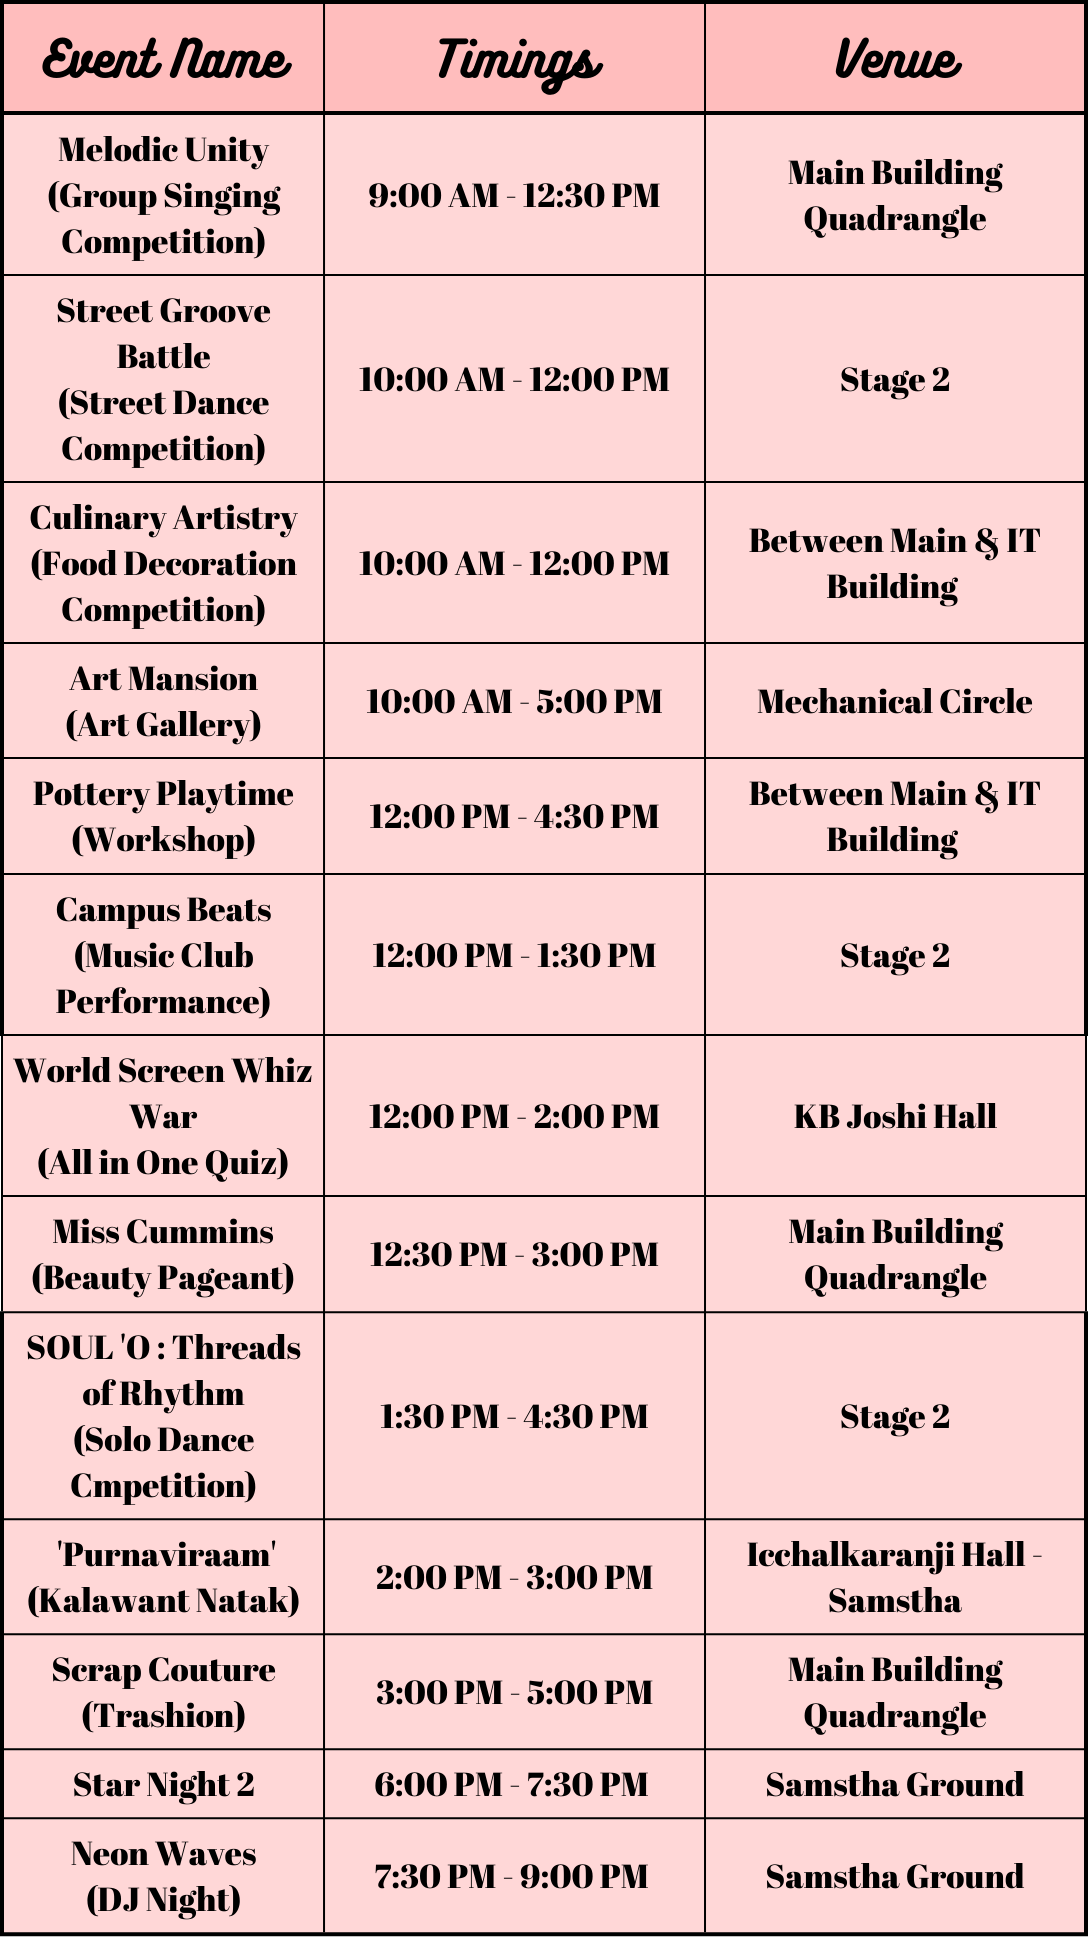 Event Name
Timings
Venue
Melodic Unity
(Group Singing
Competition)
9:00 AM - 12:30 PM
Main Building
Quadrangle
Street Groove
Battle
(Street Dance
Competition)
10:00 AM - 12:00 PM
Stage 2
Culinary Artistry
(Food Decoration
Competition)
10:00 AM - 12:00 PM
Between Main & IT
Building
Art Mansion
(Art Gallery)
10:00 AM - 5:00 PM
Mechanical Circle
Pottery Playtime
(Workshop)
12:00 PM - 4:30 PM
Between Main & IT
Building
Campus Beats
(Music Club
Performance)
12:00 PM - 1:30 PM
Stage 2
World Screen Whiz
War
(All in One Quiz)
12:00 PM - 2:00 PM
KB Joshi Hall
Miss Cummins
(Beauty Pageant)
12:30 PM - 3:00 PM
Main Building
Quadrangle
SOUL 'O : Threads
of Rhythm
(Solo Dance
Cmpetition)
1:30 PM - 4:30 PM
Stage 2
'Purnaviraam'
(Kalawant Natak)
2:00 PM - 3:00 PM
Icchalkaranji Hall -
Samstha
Scrap Couture
(Trashion)
3:00 PM - 5:00 PM
Main Building
Quadrangle
Star Night 2
6:00 PM - 7:30 PM
Samstha Ground
Neon Waves
(DJ Night)
7:30 PM - 9:00 PM
Samstha Ground